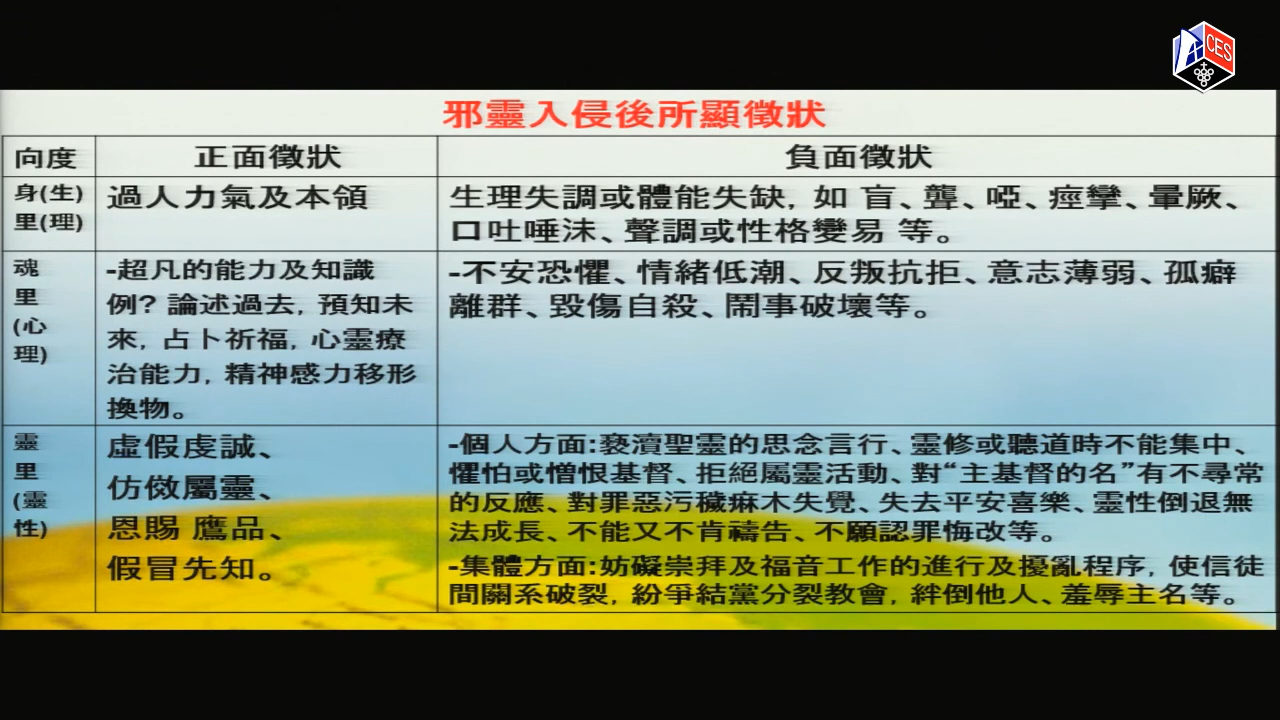 ACES
邪靈入侵後所顯徵狀
向度
正面徵狀
負面徵狀
身(生)
里(理)
過人力氣及本領
生理失調或體能失缺, 如 盲、聾、啞、痙攣、暈厥、
口吐唾沫、聲調或性格變易 等。
魂
里
(心
理)
-超凡的能力及知識
例? 論述過去, 預知未
來, 占卜祈福, 心靈療
治能力, 精神感力移形
換物。
-不安恐懼、情緒低潮、反叛抗拒、意志薄弱、孤癖
離群、毀傷自殺、鬧事破壞等。
靈
里
(靈
性)
虛假虔誠、
仿傚屬靈、
恩賜 鷹品、
假冒先知。
-個人方面:褻瀆聖靈的思念言行、靈修或聽道時不能集中、
懼怕或憎恨基督、拒絕屬靈活動、對“主基督的名”有不尋常
的反應、對罪惡污穢麻木失覺、失去平安喜樂、靈性倒退無
法成長、不能又不肯禱告、不願認罪悔改等。
-集體方面:妨礙崇拜及福音工作的進行及擾亂程序, 使信徒
間關系破裂, 紛爭結黨分裂教會, 絆倒他人、羞辱主名等。